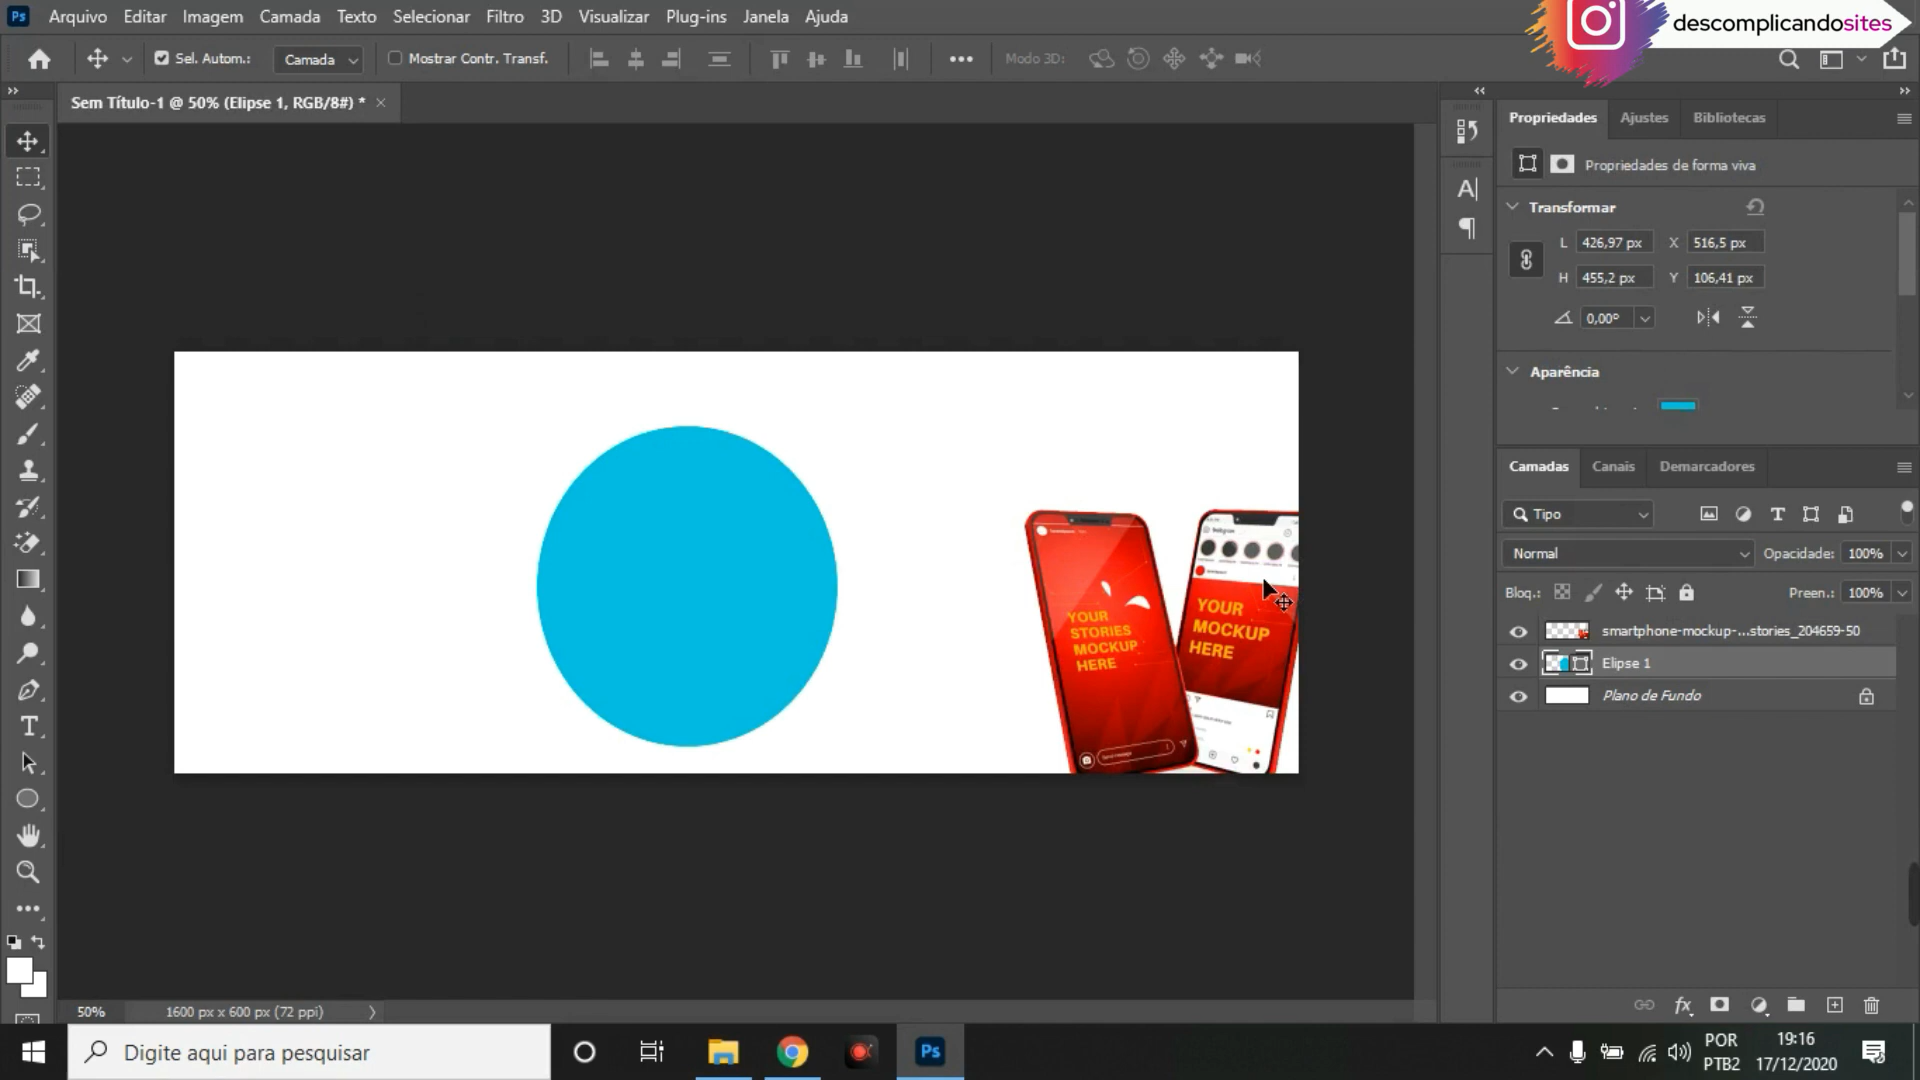 Ps Arquivo Editar Imagem Camada Texto Selecionar Filtro 3D Visualizar Plug-ins Janela Ajuda
descomplicandosites
Sel. Autom.: Camada Mostrar Contr. Transf. Modo 3D:
Sem Título-1 @ 50% (Elipse 1, RGB/8#) *
Propriedades Ajustes Bibliotecas
Propriedades de forma viva
Transformar
L 426,97 px X 516,5 px
H 455,2 px Y 106,41 px
0,00º
Aparência
Camadas Canais Demarcadores
Tipo
Normal Opacidade: 100%
Bloq.: Preen.: 100%
smartphone-mockup-...stories_204659-50
Elipse 1
Plano de Fundo
YOUR
STORIES
MOCKUP
HERE
YOUR
MOCKUP
HERE
50% 1600 px x 600 px (72 ppi)
Digite aqui para pesquisar
Ps
POR
PTB2
19:16
17/12/2020